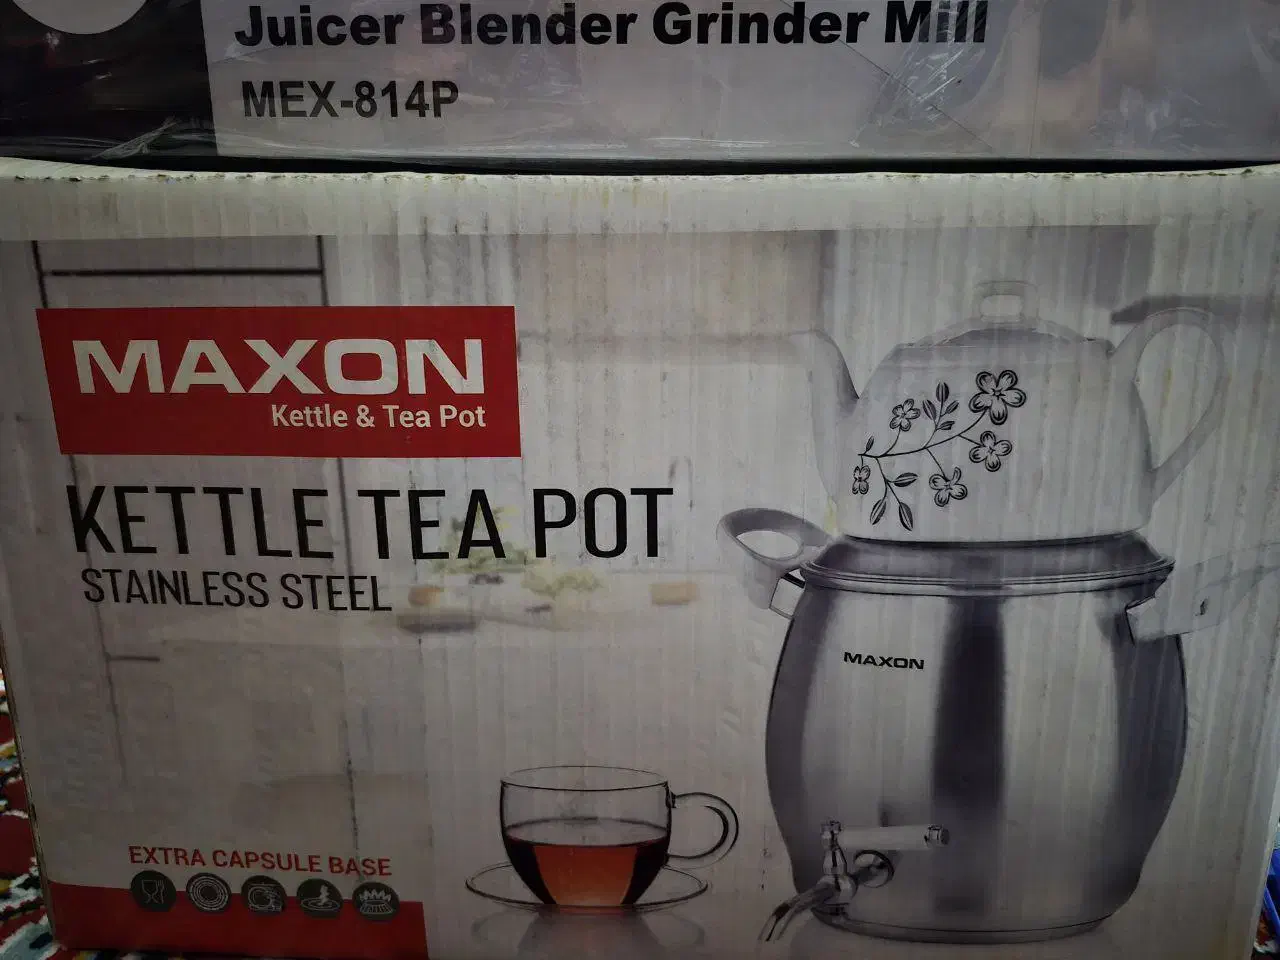 Juicer Blender Grinder Mill
MEX-814P
MAXON
Kettle & Tea Pot
KETTLE TEA POT
STAINLESS STEEL
MAXON
EXTRA CAPSULE BASE